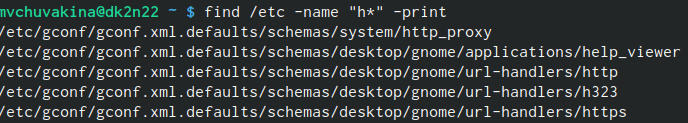 mvchuvakina@dk2n22 ~ $ find /etc -name "h*" -print
/etc/gconf/gconf.xml.defaults/schemas/system/http_proxy
/etc/gconf/gconf.xml.defaults/schemas/desktop/gnome/applications/help_viewer
/etc/gconf/gconf.xml.defaults/schemas/desktop/gnome/url-handlers/http
/etc/gconf/gconf.xml.defaults/schemas/desktop/gnome/url-handlers/h323
/etc/gconf/gconf.xml.defaults/schemas/desktop/gnome/url-handlers/https